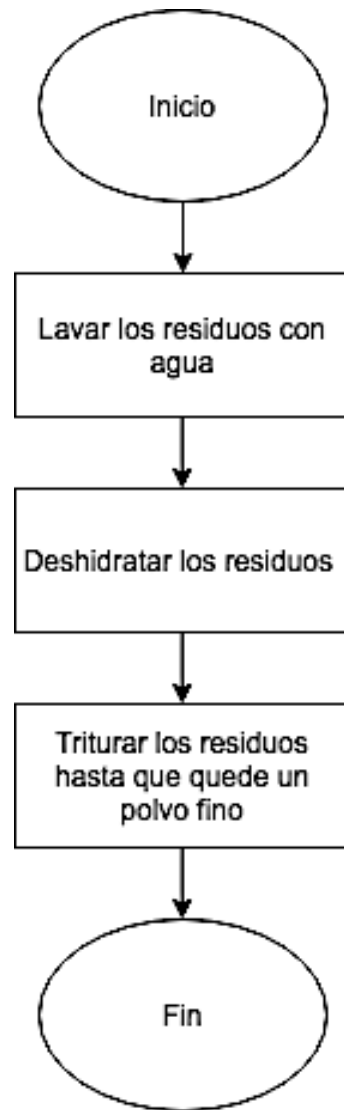 Inicio
Lavar los residuos con
agua
Deshidratar los residuos
Triturar los residuos
hasta que quede un
polvo fino
Fin